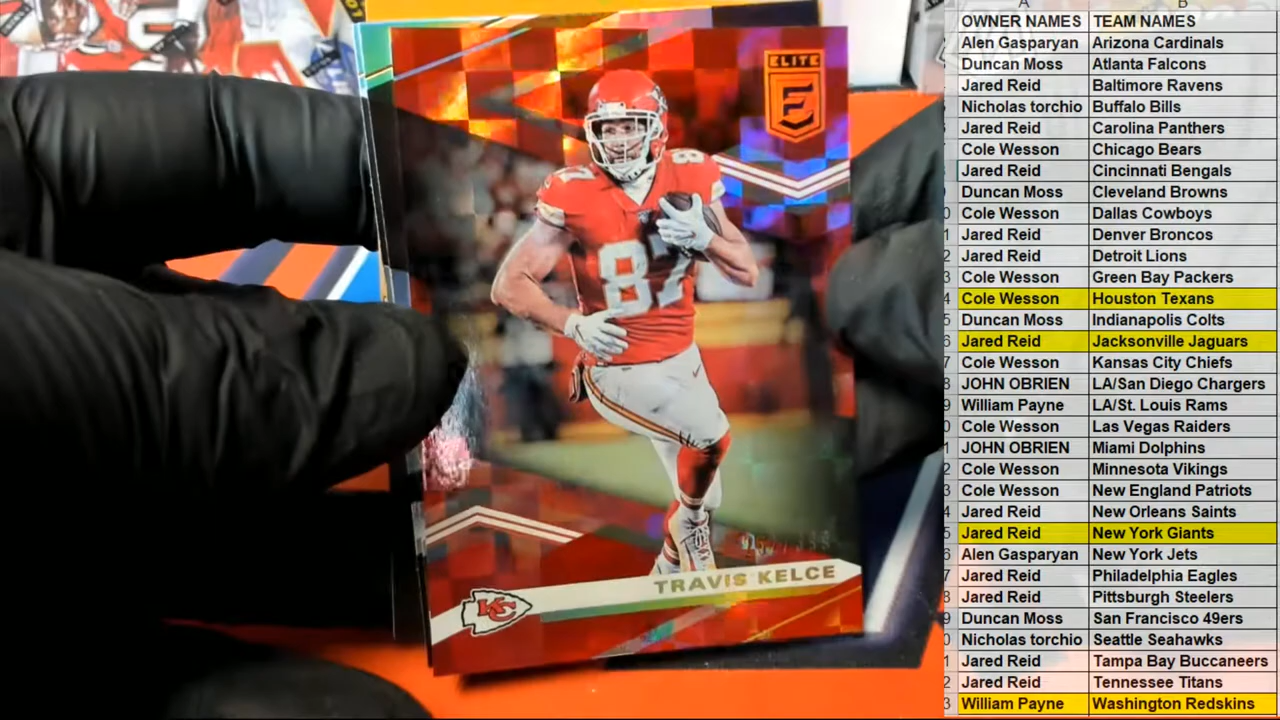 ELITE
E
87
87
TRAVIS KELCE
KC
A B
OWNER NAMES TEAM NAMES
Alen Gasparyan Arizona Cardinals
Duncan Moss Atlanta Falcons
Jared Reid Baltimore Ravens
Nicholas torchio Buffalo Bills
Jared Reid Carolina Panthers
Cole Wesson Chicago Bears
Jared Reid Cincinnati Bengals
Duncan Moss Cleveland Browns
Cole Wesson Dallas Cowboys
Jared Reid Denver Broncos
Jared Reid Detroit Lions
Cole Wesson Green Bay Packers
Cole Wesson Houston Texans
Duncan Moss Indianapolis Colts
Jared Reid Jacksonville Jaguars
Cole Wesson Kansas City Chiefs
JOHN OBRIEN LA/San Diego Chargers
William Payne LA/St. Louis Rams
Cole Wesson Las Vegas Raiders
JOHN OBRIEN Miami Dolphins
Cole Wesson Minnesota Vikings
Cole Wesson New England Patriots
Jared Reid New Orleans Saints
Jared Reid New York Giants
Alen Gasparyan New York Jets
Jared Reid Philadelphia Eagles
Jared Reid Pittsburgh Steelers
Duncan Moss San Francisco 49ers
Nicholas torchio Seattle Seahawks
Jared Reid Tampa Bay Buccaneers
Jared Reid Tennessee Titans
William Payne Washington Redskins